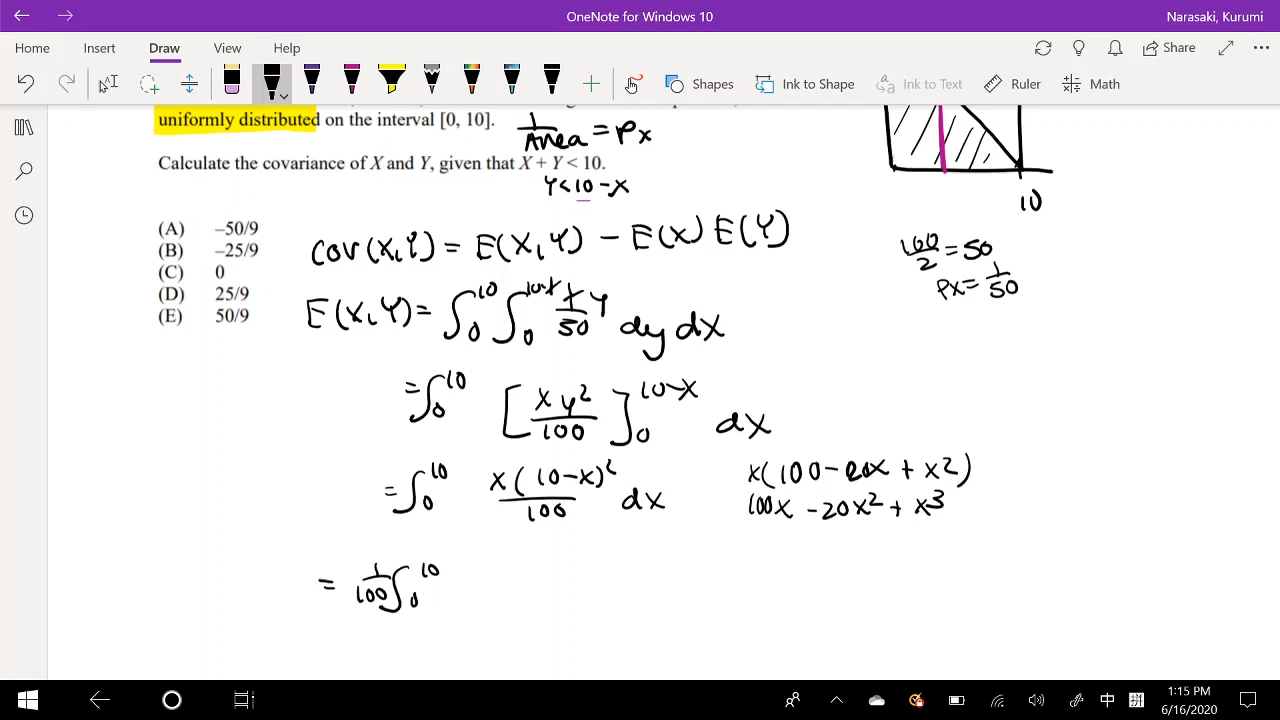 OneNote for Windows 10
Narasaki, Kurumi
Home Insert Draw View Help Share
Shapes Ink to Shape Ink to Text Ruler Math
uniformly distributed on the interval [0, 10].
1/Area = Px
Calculate the covariance of X and Y, given that X + Y < 10.
Y < 10 - X
10
(A) –50/9
(B) –25/9
(C) 0
(D) 25/9
(E) 50/9
cov(X,Y) = E(X,Y) - E(X) E(Y)
100/2 = 50
Px = 1/50
E(X,Y) = ∫₀¹⁰ ∫₀¹⁰⁻ˣ x/50 y dy dx
= ∫₀¹⁰ [xy²/100]₀¹⁰⁻ˣ dx
= ∫₀¹⁰ x(10-x)²/100 dx
x(100 - 20x + x²)
100x - 20x² + x³
= 1/100 ∫₀¹⁰
中
1:15 PM
6/16/2020